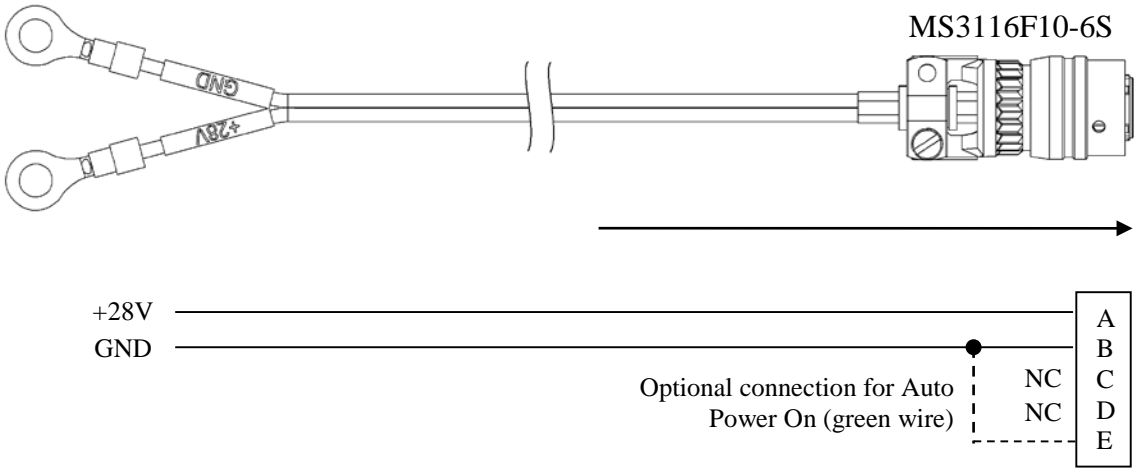 MS3116F10-6S
GND
+28V
+28V
GND
A
B
NC C
NC D
E
Optional connection for Auto
Power On (green wire)